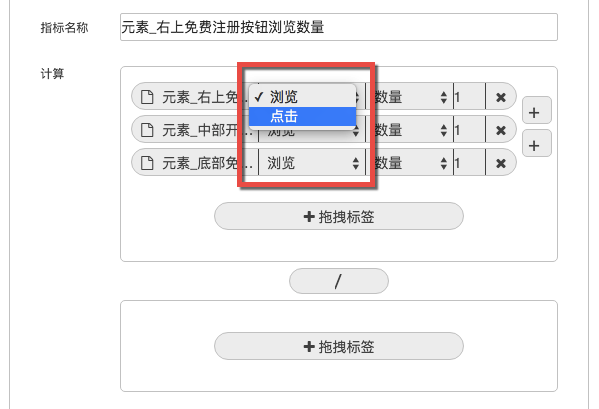 指标名称 元素_右上免费注册按钮浏览数量
计算
元素_右上免... ✓ 浏览 数量 1 ✖
点击
元素_中部开... 浏览 数量 1 ✖ +
元素_底部免... 浏览 数量 1 ✖ +
✚ 拖拽标签
/
✚ 拖拽标签